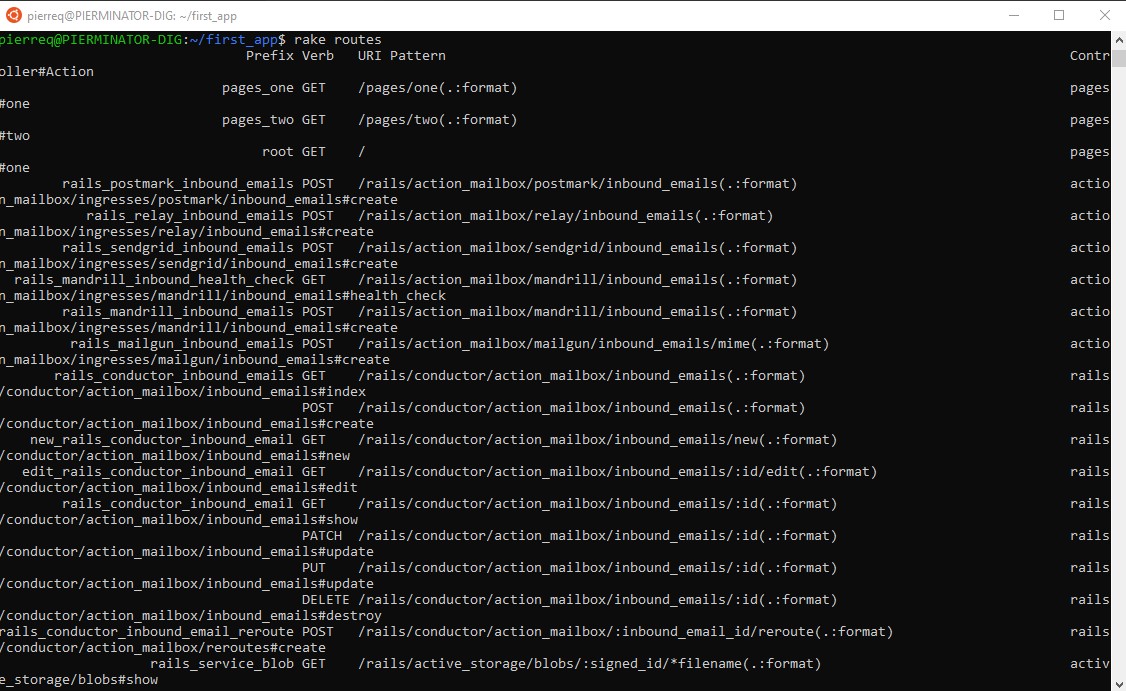 pierreq@PIERMINATOR-DIG: ~/first_app
pierreq@PIERMINATOR-DIG:~/first_app$ rake routes
Prefix Verb URI Pattern Contr
oller#Action
pages_one GET /pages/one(.:format) pages
#one
pages_two GET /pages/two(.:format) pages
#two
root GET / pages
#one
rails_postmark_inbound_emails POST /rails/action_mailbox/postmark/inbound_emails(.:format) actio
n_mailbox/ingresses/postmark/inbound_emails#create
rails_relay_inbound_emails POST /rails/action_mailbox/relay/inbound_emails(.:format) actio
n_mailbox/ingresses/relay/inbound_emails#create
rails_sendgrid_inbound_emails POST /rails/action_mailbox/sendgrid/inbound_emails(.:format) actio
n_mailbox/ingresses/sendgrid/inbound_emails#create
rails_mandrill_inbound_health_check GET /rails/action_mailbox/mandrill/inbound_emails(.:format) actio
n_mailbox/ingresses/mandrill/inbound_emails#health_check
rails_mandrill_inbound_emails POST /rails/action_mailbox/mandrill/inbound_emails(.:format) actio
n_mailbox/ingresses/mandrill/inbound_emails#create
rails_mailgun_inbound_emails POST /rails/action_mailbox/mailgun/inbound_emails/mime(.:format) actio
n_mailbox/ingresses/mailgun/inbound_emails#create
rails_conductor_inbound_emails GET /rails/conductor/action_mailbox/inbound_emails(.:format) rails
/conductor/action_mailbox/inbound_emails#index
POST /rails/conductor/action_mailbox/inbound_emails(.:format) rails
/conductor/action_mailbox/inbound_emails#create
new_rails_conductor_inbound_email GET /rails/conductor/action_mailbox/inbound_emails/new(.:format) rails
/conductor/action_mailbox/inbound_emails#new
edit_rails_conductor_inbound_email GET /rails/conductor/action_mailbox/inbound_emails/:id/edit(.:format) rails
/conductor/action_mailbox/inbound_emails#edit
rails_conductor_inbound_email GET /rails/conductor/action_mailbox/inbound_emails/:id(.:format) rails
/conductor/action_mailbox/inbound_emails#show
PATCH /rails/conductor/action_mailbox/inbound_emails/:id(.:format) rails
/conductor/action_mailbox/inbound_emails#update
PUT /rails/conductor/action_mailbox/inbound_emails/:id(.:format) rails
/conductor/action_mailbox/inbound_emails#update
DELETE /rails/conductor/action_mailbox/inbound_emails/:id(.:format) rails
/conductor/action_mailbox/inbound_emails#destroy
rails_conductor_inbound_email_reroute POST /rails/conductor/action_mailbox/:inbound_email_id/reroute(.:format) rails
/conductor/action_mailbox/reroutes#create
rails_service_blob GET /rails/active_storage/blobs/:signed_id/*filename(.:format) activ
e_storage/blobs#show